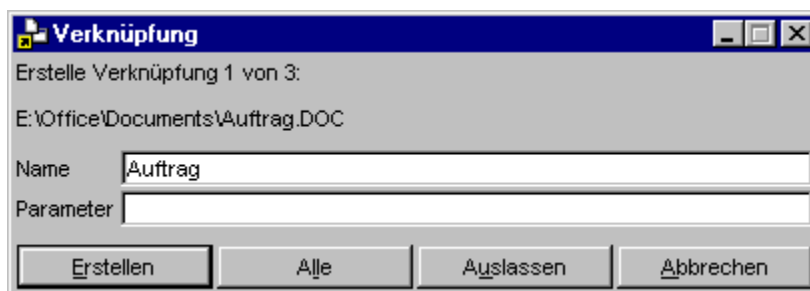 Verknüpfung
Erstelle Verknüpfung 1 von 3:
E:\Office\Documents\Auftrag.DOC
Name Auftrag
Parameter
Erstellen Alle Auslassen Abbrechen